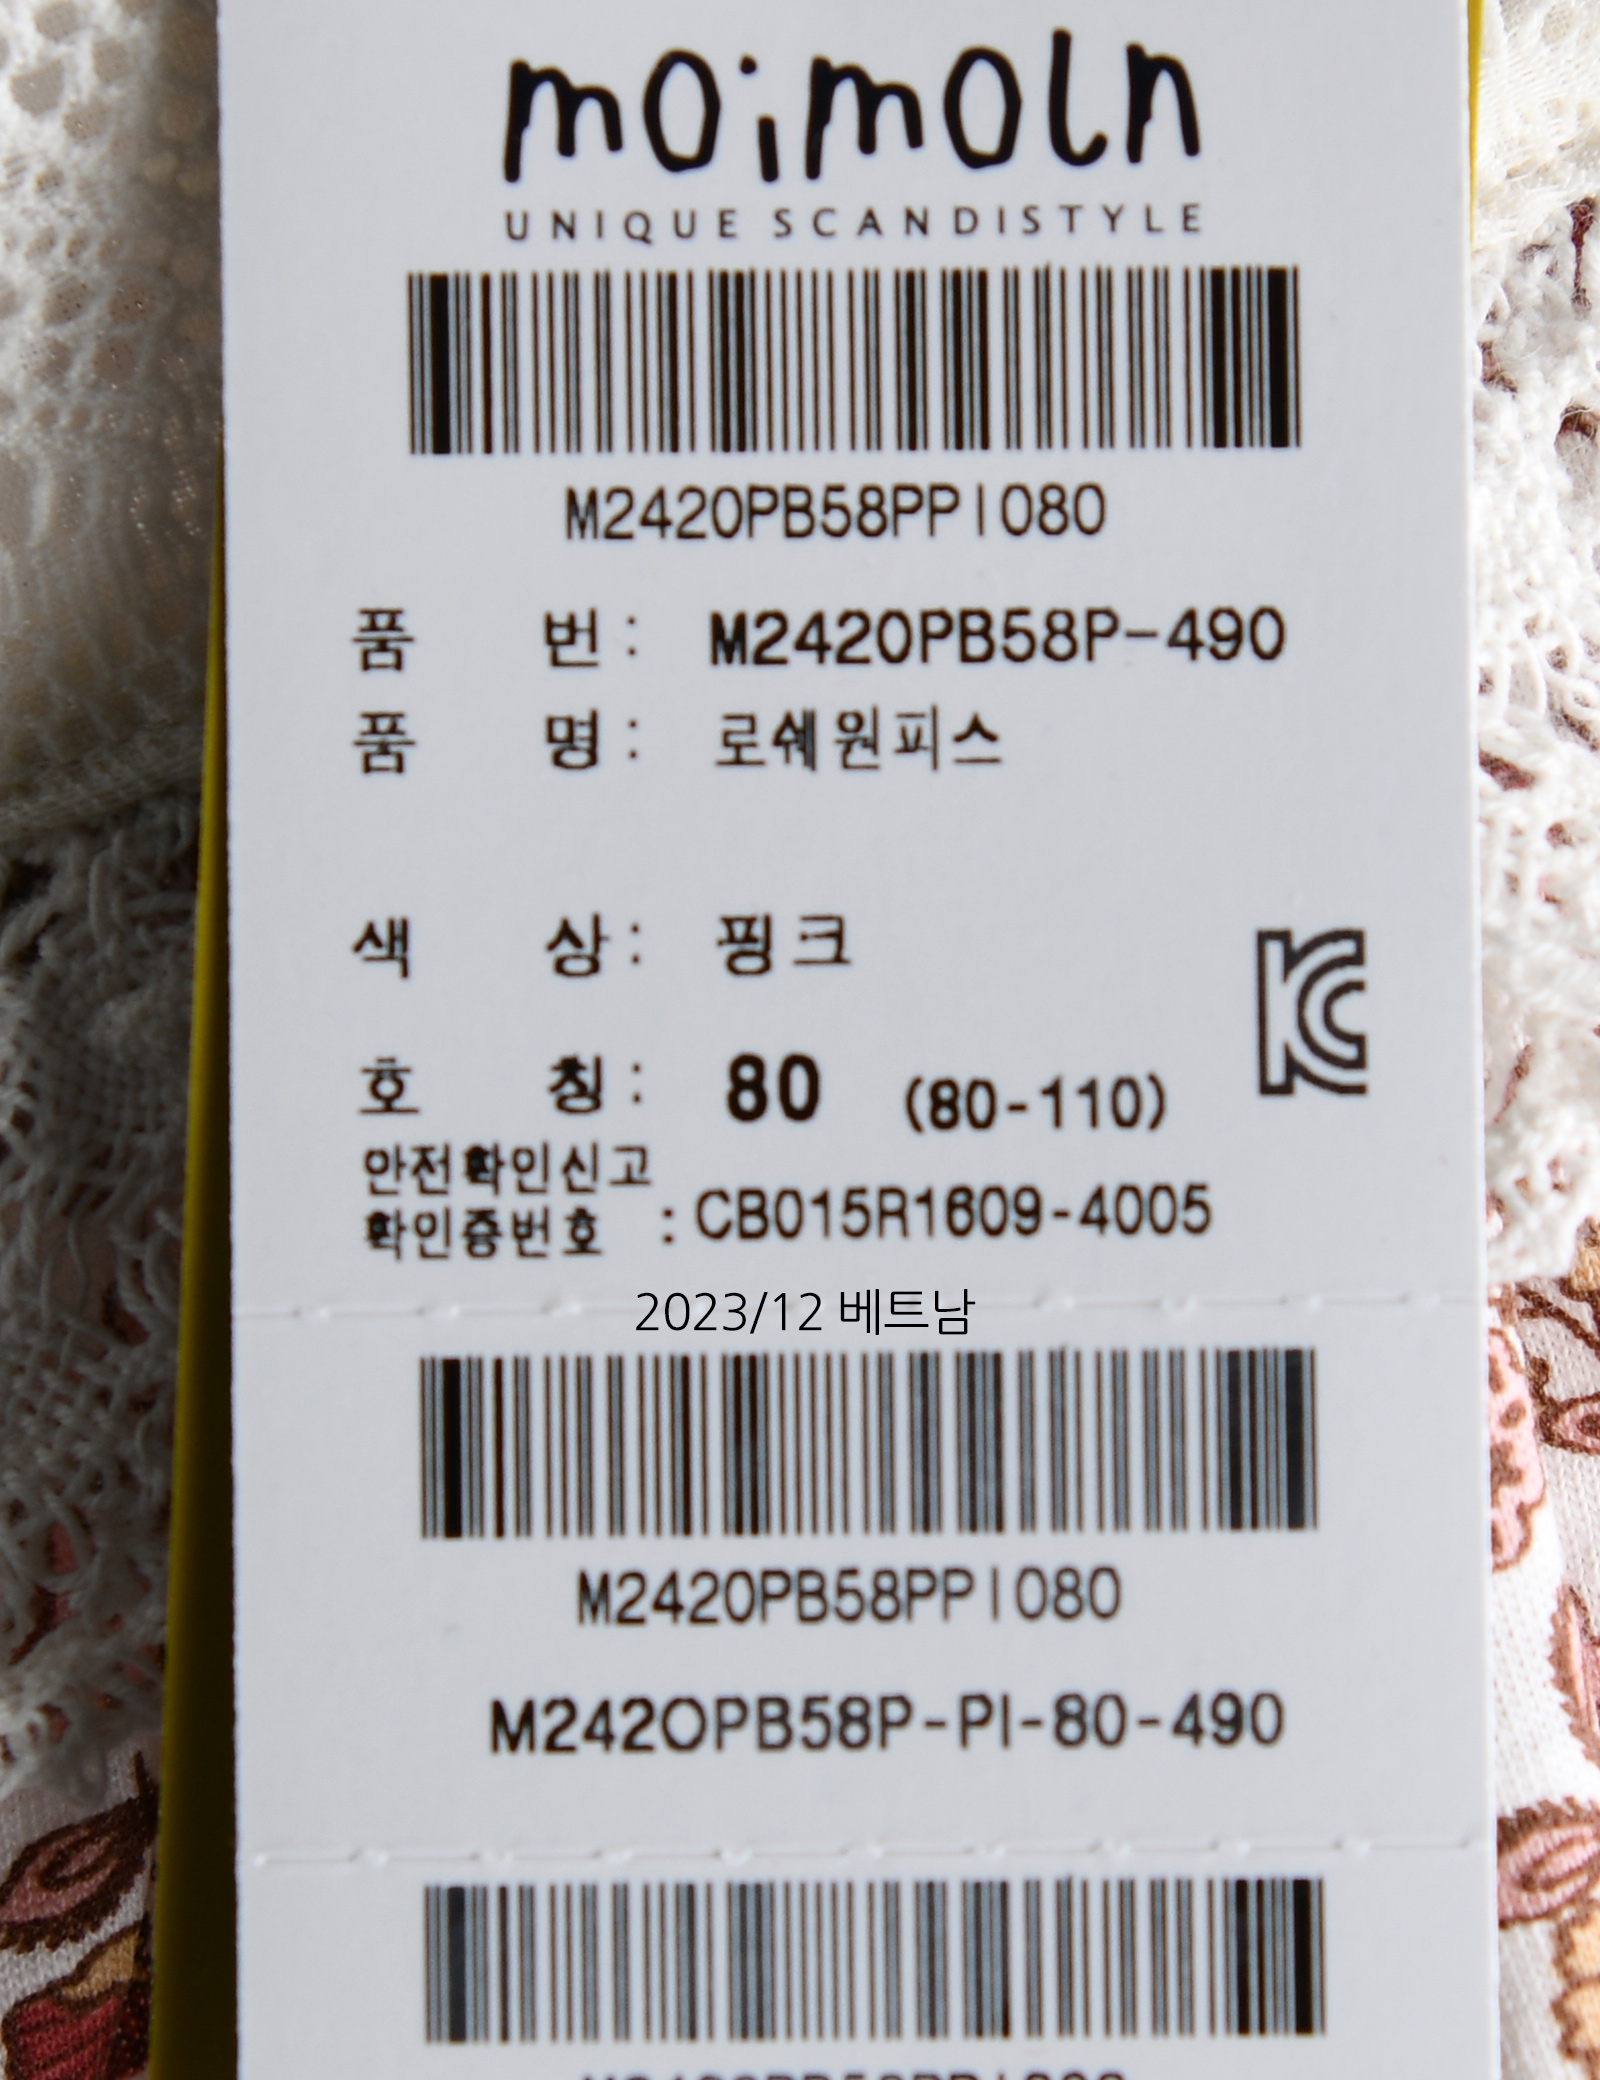 moimoln
UNIQUE SCANDISTYLE
M2420PB58PPI080
품 번 : M2420PB58P-490
품 명 : 로쉐원피스
색 상 : 핑크
호 칭 : 80 (80-110)
안전확인신고
확인증번호 : CB015R1609-4005
2023/12 베트남
M2420PB58PPI080
M242OPB58P-PI-80-490